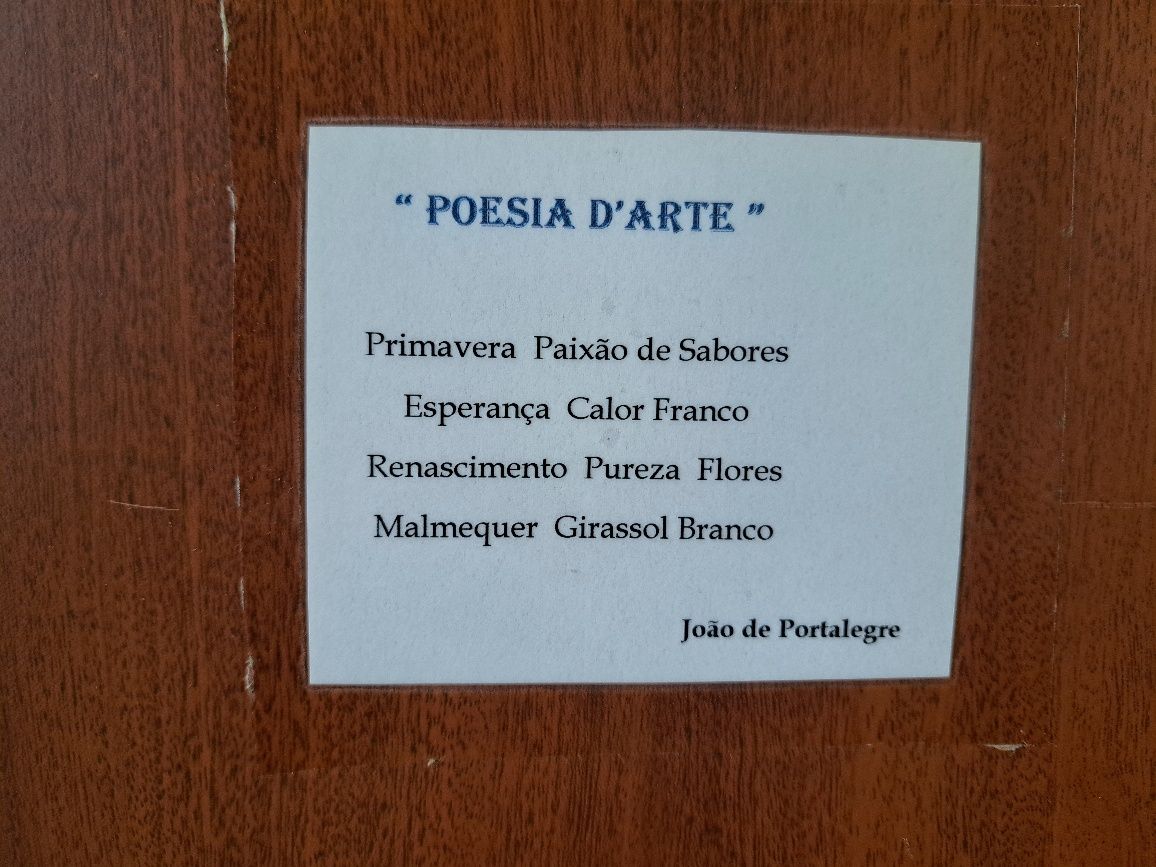 “ POESIA D’ARTE ”
Primavera Paixão de Sabores
Esperança Calor Franco
Renascimento Pureza Flores
Malmequer Girassol Branco
João de Portalegre